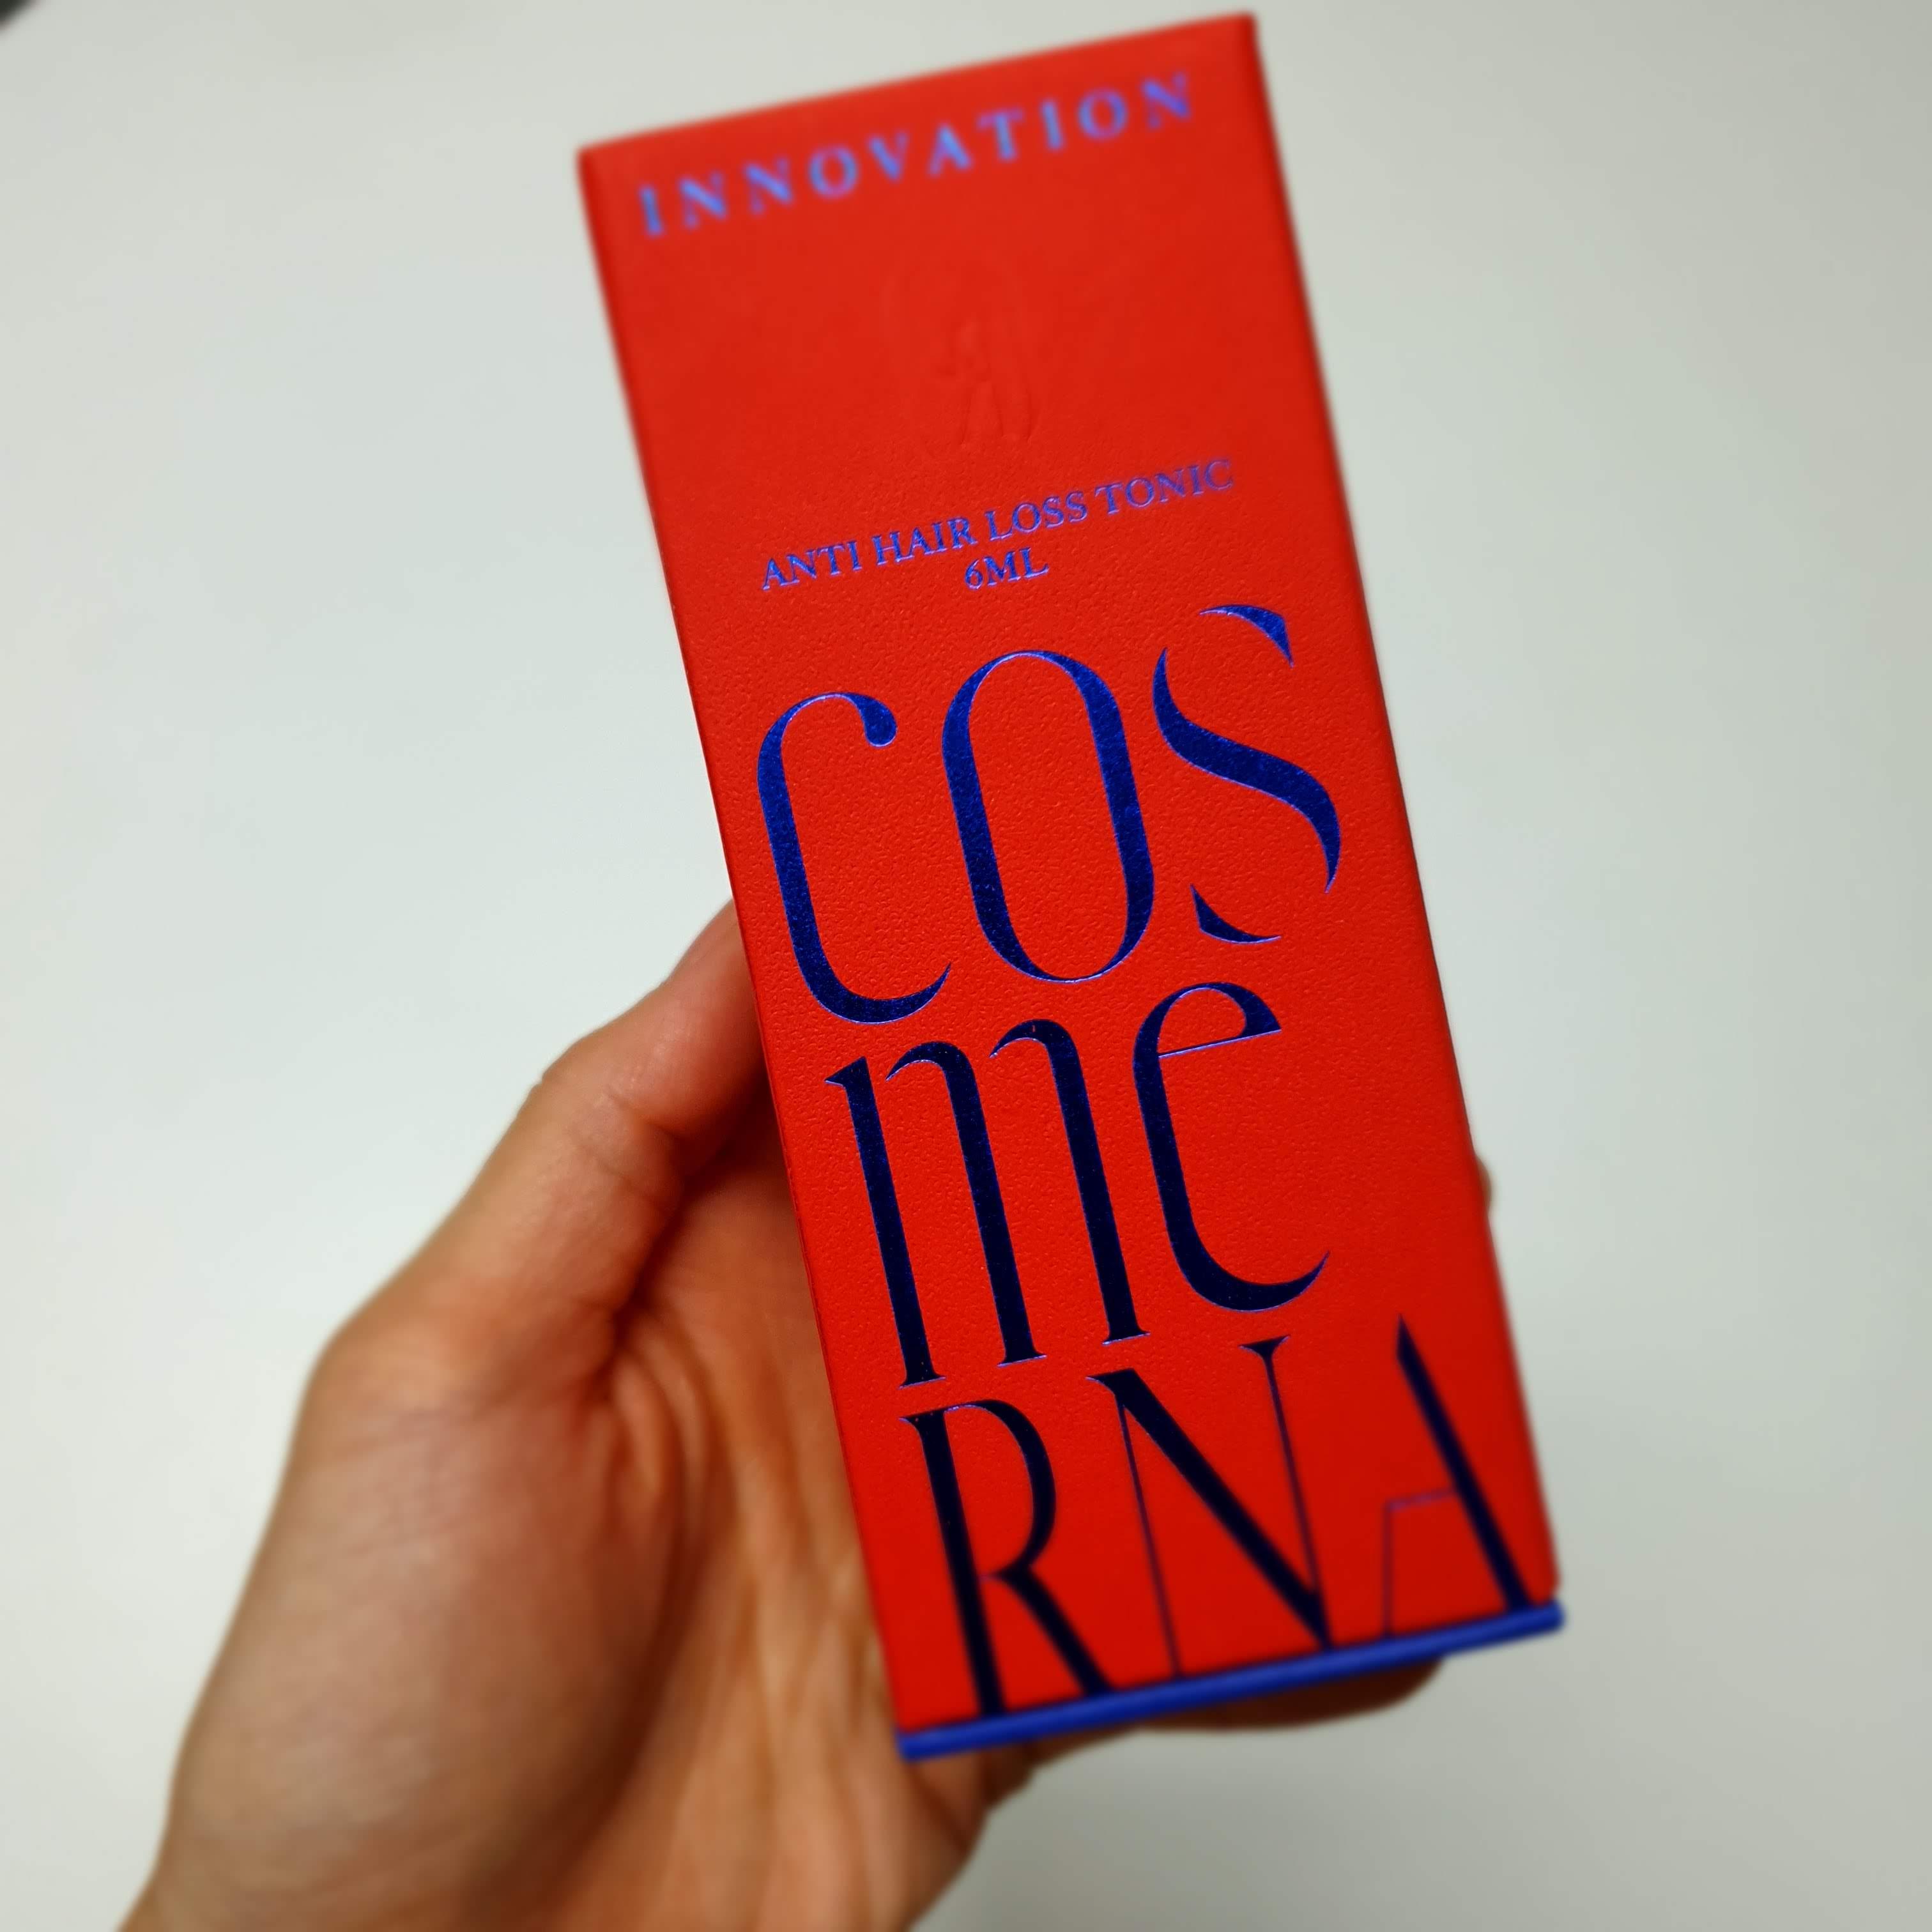 INNOVATION
ANTI HAIR LOSS TONIC
6ML
COS
me
RNA